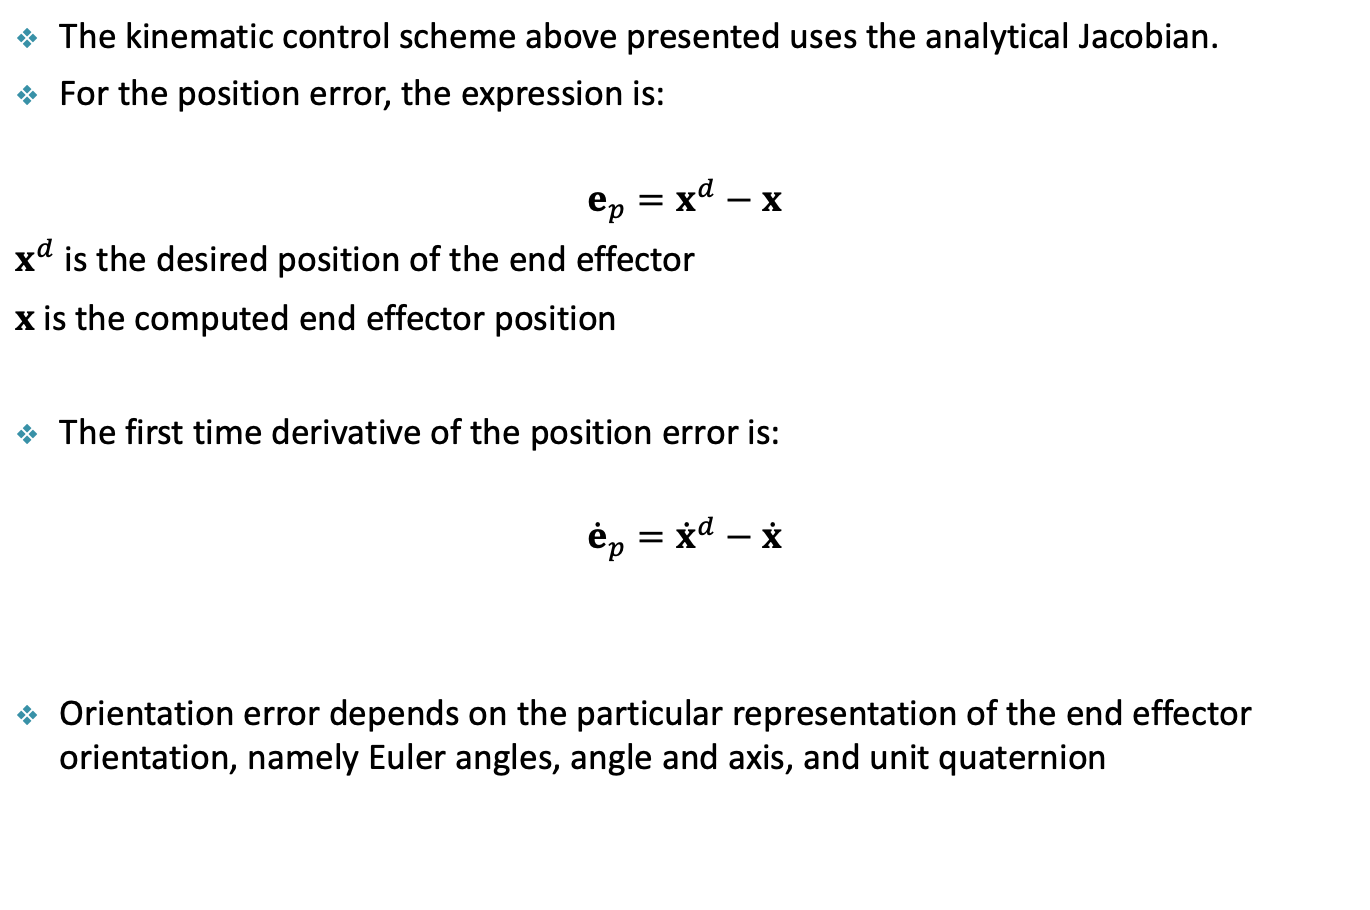 ❖ The kinematic control scheme above presented uses the analytical Jacobian.
❖ For the position error, the expression is:
𝐞ₚ = 𝐱ᵈ − 𝐱
𝐱ᵈ is the desired position of the end effector
𝐱 is the computed end effector position
❖ The first time derivative of the position error is:
𝐞̇ₚ = 𝐱̇ᵈ − 𝐱̇
❖ Orientation error depends on the particular representation of the end effector
orientation, namely Euler angles, angle and axis, and unit quaternion